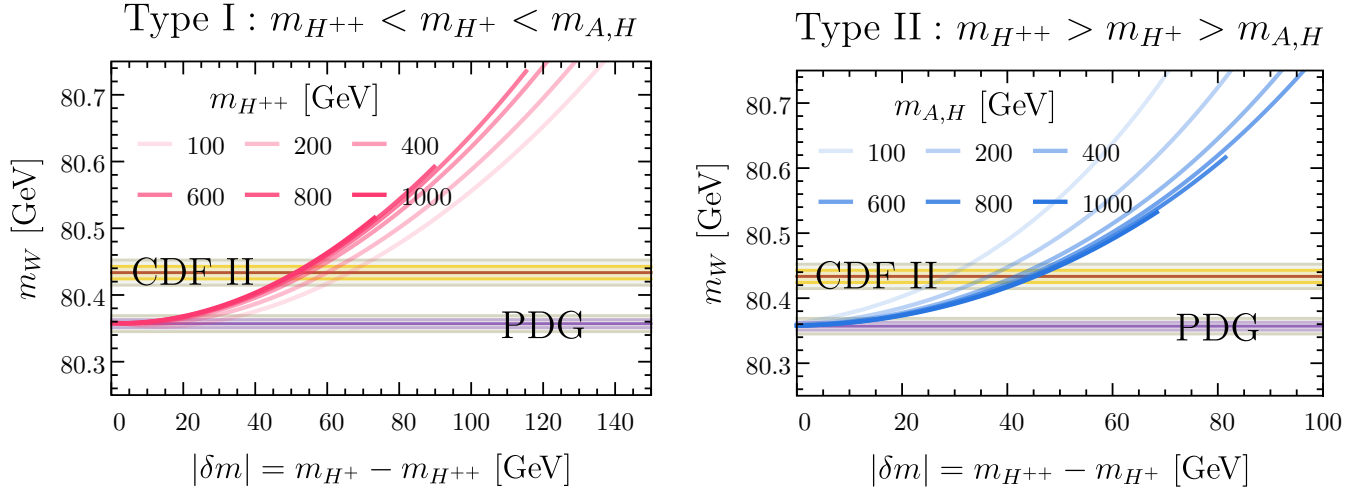 Type I : m_{H^{++}} < m_{H^+} < m_{A,H}
m_{H^{++}} [GeV]
100 200 400
600 800 1000
CDF II
PDG
80.7
80.6
80.5
80.4
80.3
m_W [GeV]
0 20 40 60 80 100 120 140
|δm| = m_{H^+} − m_{H^{++}} [GeV]
Type II : m_{H^{++}} > m_{H^+} > m_{A,H}
m_{A,H} [GeV]
100 200 400
600 800 1000
CDF II
PDG
80.7
80.6
80.5
80.4
80.3
m_W [GeV]
0 20 40 60 80 100
|δm| = m_{H^{++}} − m_{H^+} [GeV]